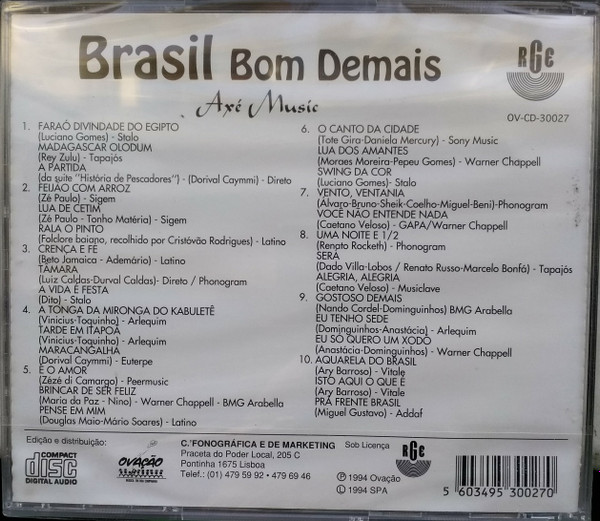 Brasil Bom Demais
Axé Music
RGE
OV-CD-30027
1. FARAÓ DIVINDADE DO EGIPTO
(Luciano Gomes) - Stalo
MADAGASCAR OLODUM
(Rey Zulu) - Tapajós
A PARTIDA
(da suite "História de Pescadores") - (Dorival Caymmi) - Direto
2. FEIJÃO COM ARROZ
(Zé Paulo) - Sigem
LUA DE CETIM
(Zé Paulo - Tonho Matéria) - Sigem
RALA O PINTO
(Folclore baiano, recolhido por Cristóvão Rodrigues) - Latino
3. CRENÇA E FÉ
(Beto Jamaica - Ademário) - Latino
TAMARA
(Luiz Caldas-Durval Caldas)- Direto / Phonogram
A VIDA É FESTA
(Dito) - Stalo
4. A TONGA DA MIRONGA DO KABULETÊ
(Vinicius-Toquinho) - Arlequim
TARDE EM ITAPOÃ
(Vinicius-Toquinho) - Arlequim
MARACANGALHA
(Dorival Caymmi) - Euterpe
5. É O AMOR
(Zézé di Camargo) - Peermusic
BRINCAR DE SER FELIZ
(Maria da Paz - Nino) - Warner Chappell - BMG Arabella
PENSE EM MIM
(Douglas Maio-Mário Soares) - Latino
6. O CANTO DA CIDADE
(Tote Gira-Daniela Mercury) - Sony Music
LUA DOS AMANTES
(Moraes Moreira-Pepeu Gomes) - Warner Chappell
SWING DA COR
(Luciano Gomes)- Stalo
7. VENTO, VENTANIA
(Álvaro-Bruno-Sheik-Coelho-Miguel-Beni)-Phonogram
VOCÊ NÃO ENTENDE NADA
(Caetano Veloso) - GAPA/Warner Chappell
8. UMA NOITE E 1/2
(Renato Rocketh) - Phonogram
SERÁ
(Dado Villa-Lobos / Renato Russo-Marcelo Bonfá) - Tapajós
ALEGRIA, ALEGRIA
(Caetano Veloso) - Musiclave
9. GOSTOSO DEMAIS
(Nando Cordel-Dominguinhos) BMG Arabella
EU TENHO SEDE
(Dominguinhos-Anastácia) - Arlequim
EU SÓ QUERO UM XODÓ
(Anastácia-Dominguinhos) - Warner Chappell
10. AQUARELA DO BRASIL
(Ary Barroso) - Vitale
ISTO AQUI O QUE É
(Ary Barroso) - Vitale
PRA FRENTE BRASIL
(Miguel Gustavo) - Addaf
Edição e distribuição:
COMPACT
disc
DIGITAL AUDIO
OVAÇÃO
C.ª FONOGRÁFICA E DE MARKETING
Praceta do Poder Local, 205 C
Pontinha 1675 Lisboa
Telef.: (01) 479 59 92 • 479 69 46
Sob Licença
RGE
Ⓟ 1994 Ovação
Ⓛ 1994 SPA
5 603495 300270